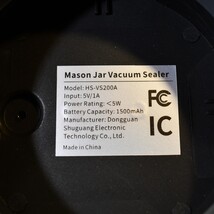 Mason Jar Vacuum Sealer
Model: HS-VS200A
Input: 5V/1A
Power Rating: <5W
Battery Capacity: 1500mAh
Manufacturer: Dongguan
Shuguang Electronic
Technology Co., Ltd
Made in China
FC
IC